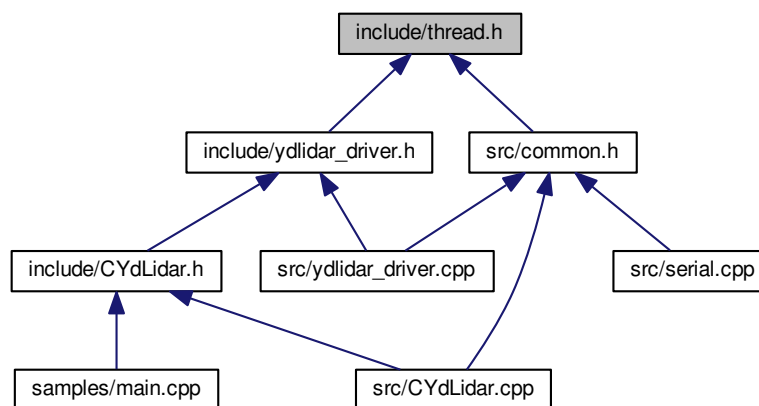 include/thread.h
include/ydlidar_driver.h
src/common.h
include/CYdLidar.h
src/ydlidar_driver.cpp
src/serial.cpp
samples/main.cpp
src/CYdLidar.cpp